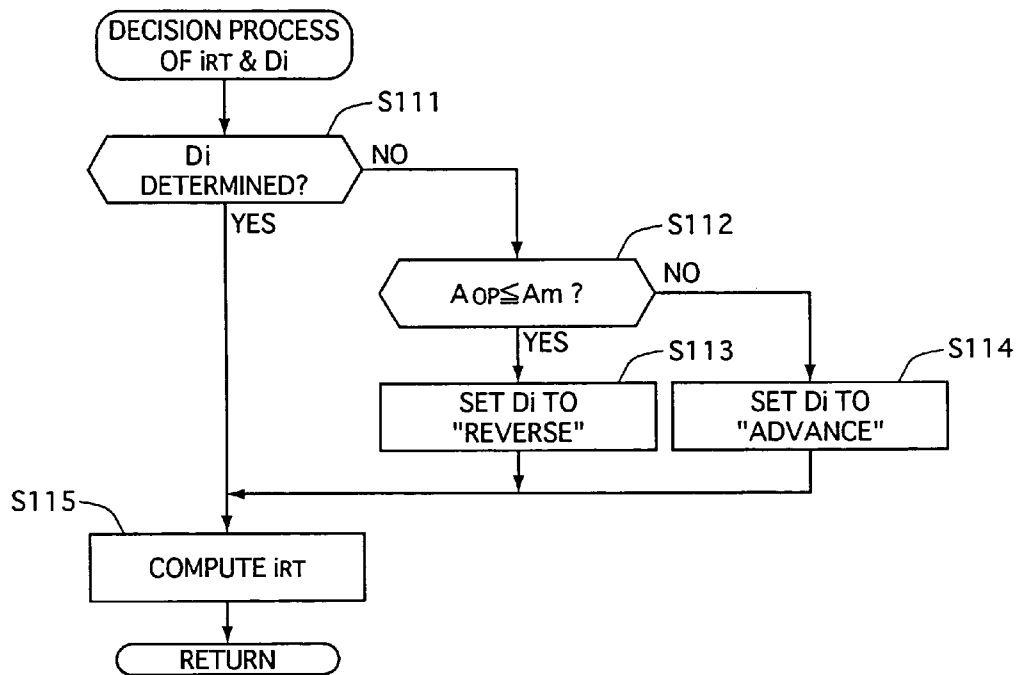 DECISION PROCESS
OF iRT & Di
S111
Di
DETERMINED?
NO
YES
S112
AOP≦Am ?
NO
YES
S113
S114
SET Di TO
"REVERSE"
SET Di TO
"ADVANCE"
S115
COMPUTE iRT
RETURN